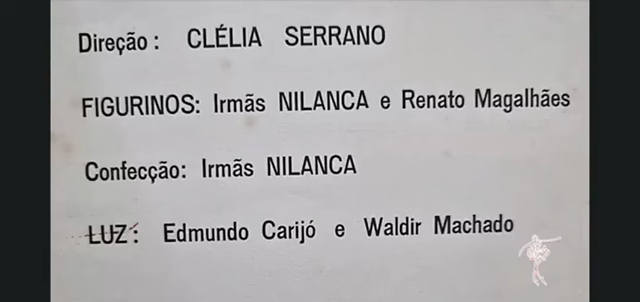 Direção: CLÉLIA SERRANO
FIGURINOS: Irmãs NILANCA e Renato Magalhães
Confecção: Irmãs NILANCA
LUZ: Edmundo Carijó e Waldir Machado